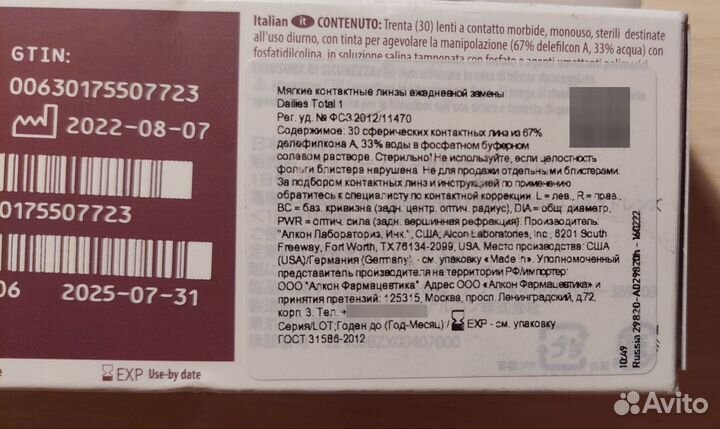 GTIN:
00630175507723
2022-08-07
0175507723
06
2025-07-31
EXP Use-by date
Italian it CONTENUTO: Trenta (30) lenti a contatto morbide, monouso, sterili destinate
all'uso diurno, con tinta per agevolare la manipolazione (67% delefilcon A, 33% acqua) con
fosfatidilcolina, in soluzione salina tamponata con fosfato e agenti umettanti polimerici
Мягкие контактные линзы ежедневной замены
Dailies Total 1
Рег. уд. № ФСЗ 2012/11470
Содержимое: 30 сферических контактных линз из 67%
делефилкона А, 33% воды в фосфатном буферном
солевом растворе. Стерильно! Не используйте, если целостность
фольги блистера нарушена. Не для продажи отдельными блистерами.
За подбором контактных линз и инструкцией по применению
обратитесь к специалисту по контактной коррекции. L = лев., R = прав.,
BC = баз. кривизна (задн. центр. оптич. радиус), DIA = общ. диаметр,
PWR = оптич. сила (задн. вершинная рефракция). Производитель:
"Алкон Лабораториз, Инк.", США, Alcon Laboratories, Inc., 6201 South
Freeway, Fort Worth, TX 76134-2099, USA. Место производства: США
(USA)/Германия (Germany) - см. упаковку «Made in». Уполномоченный
представитель производителя на территории РФ/импортер:
ООО "Алкон Фармацевтика". Адрес ООО «Алкон Фармацевтика» и
принятия претензий: 125315, Москва, просп. Ленинградский, д.72,
корп. 3. Тел. +
Серия/LOT; Годен до (Год-Месяц): / EXP - см. упаковку
ГОСТ 31586-2012
10:49
Russia 29820-A029820h - 160222
Avito